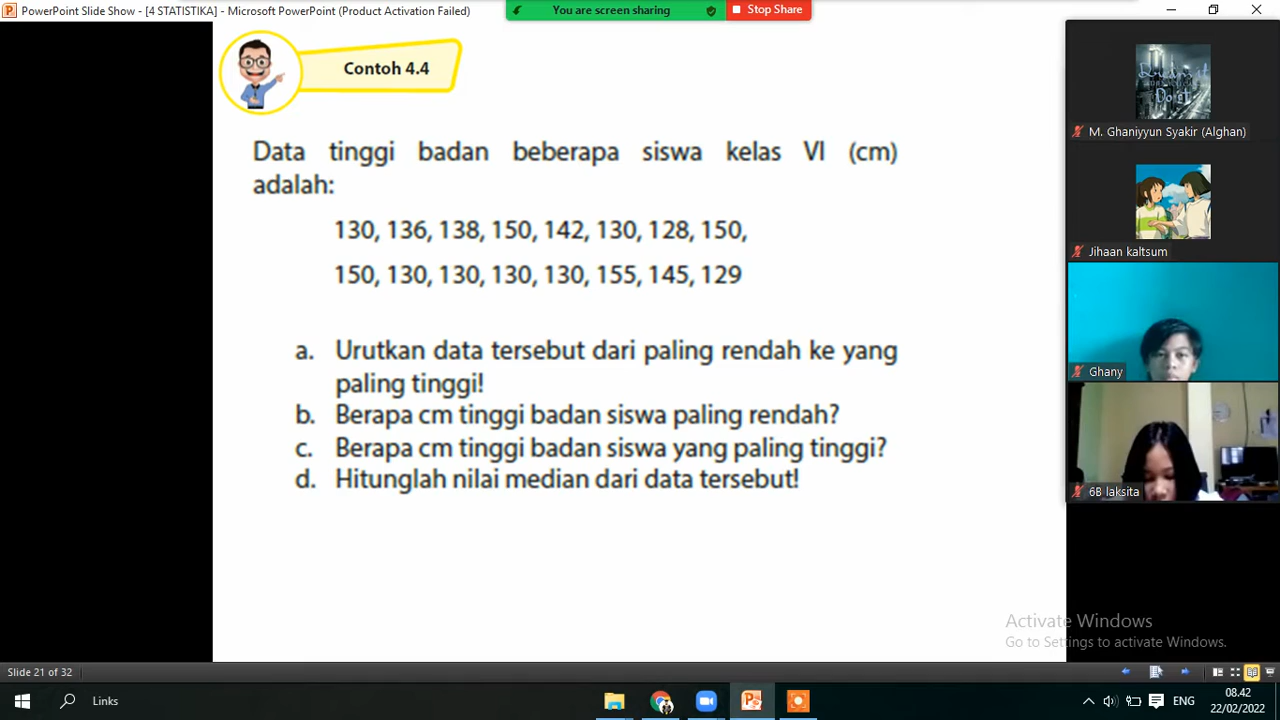 PowerPoint Slide Show - [4 STATISTIKA] - Microsoft PowerPoint (Product Activation Failed)
You are screen sharing
Stop Share
Contoh 4.4
Data tinggi badan beberapa siswa kelas VI (cm)
adalah:
130, 136, 138, 150, 142, 130, 128, 150,
150, 130, 130, 130, 130, 155, 145, 129
a. Urutkan data tersebut dari paling rendah ke yang
paling tinggi!
b. Berapa cm tinggi badan siswa paling rendah?
c. Berapa cm tinggi badan siswa yang paling tinggi?
d. Hitunglah nilai median dari data tersebut!
M. Ghaniyyun Syakir (Alghan)
Jihaan kaltsum
Ghany
6B laksita
Activate Windows
Go to Settings to activate Windows.
Slide 21 of 32
Links
ENG
08.42
22/02/2022